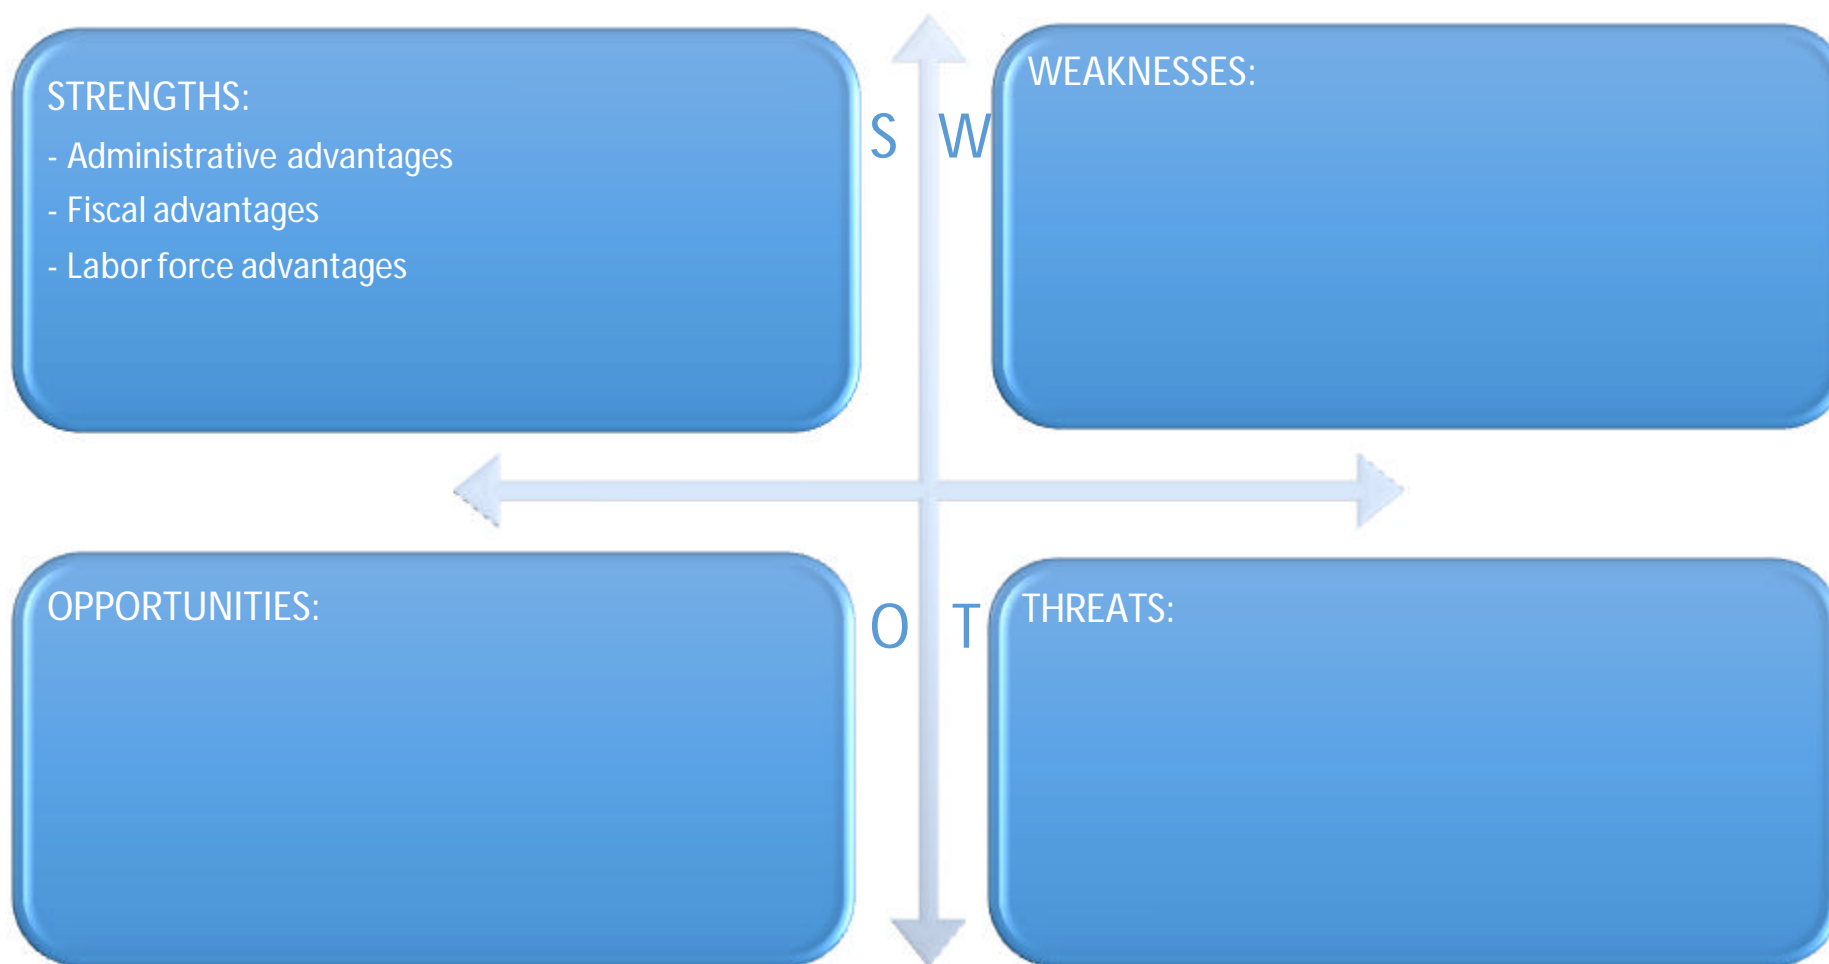 STRENGTHS:
- Administrative advantages
- Fiscal advantages
- Labor force advantages
S W
WEAKNESSES:
OPPORTUNITIES:
O T
THREATS: